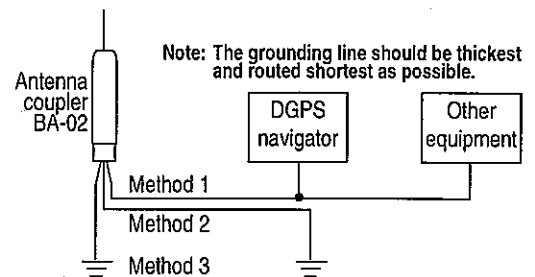 Note: The grounding line should be thickest
and routed shortest as possible.
Antenna
coupler
BA-02
DGPS
navigator
Other
equipment
Method 1
Method 2
Method 3